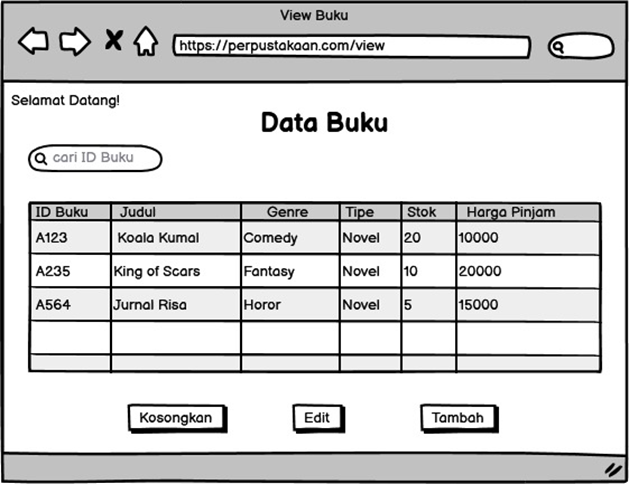 View Buku
https://perpustakaan.com/view
Selamat Datang!
Data Buku
cari ID Buku
ID Buku Judul Genre Tipe Stok Harga Pinjam
A123 Koala Kumal Comedy Novel 20 10000
A235 King of Scars Fantasy Novel 10 20000
A564 Jurnal Risa Horor Novel 5 15000
Kosongkan Edit Tambah